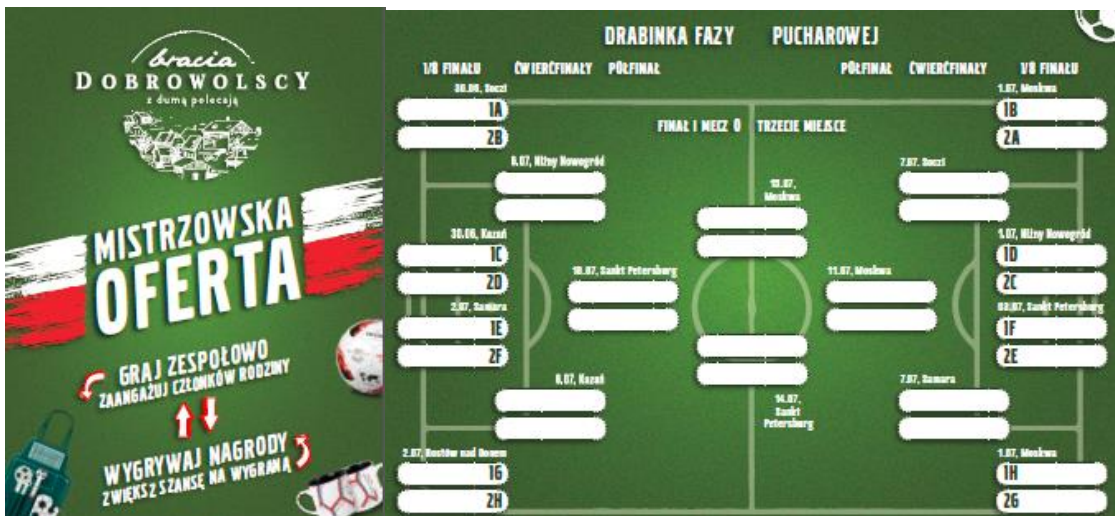 bracia
DOBROWOLSCY
z dumą polecają
MISTRZOWSKA
OFERTA
GRAJ ZESPOŁOWO
ZAANGAŻUJ CZŁONKÓW RODZINY
WYGRYWAJ NAGRODY
ZWIĘKSZ SZANSĘ NA WYGRANĄ
DRABINKA FAZY PUCHAROWEJ
1/8 FINAŁU ĆWIERĆFINAŁY PÓŁFINAŁ PÓŁFINAŁ ĆWIERĆFINAŁY 1/8 FINAŁU
FINAŁ I MECZ O TRZECIE MIEJSCE
30.06, Soczi
1A
2B
6.07, Niżny Nowogród
30.06, Kazań
1C
2D
10.07, Sankt Petersburg
2.07, Samara
1E
2F
6.07, Kazań
2.07, Rostów nad Donem
1G
2H
Moskwa
14.07,
Sankt
Petersburg
1.07, Moskwa
1B
2A
7.07, Soczi
1.07, Niżny Nowogród
1D
2C
11.07, Moskwa
03.07, Sankt Petersburg
1F
2E
7.07, Samara
1.07, Moskwa
1H
2G